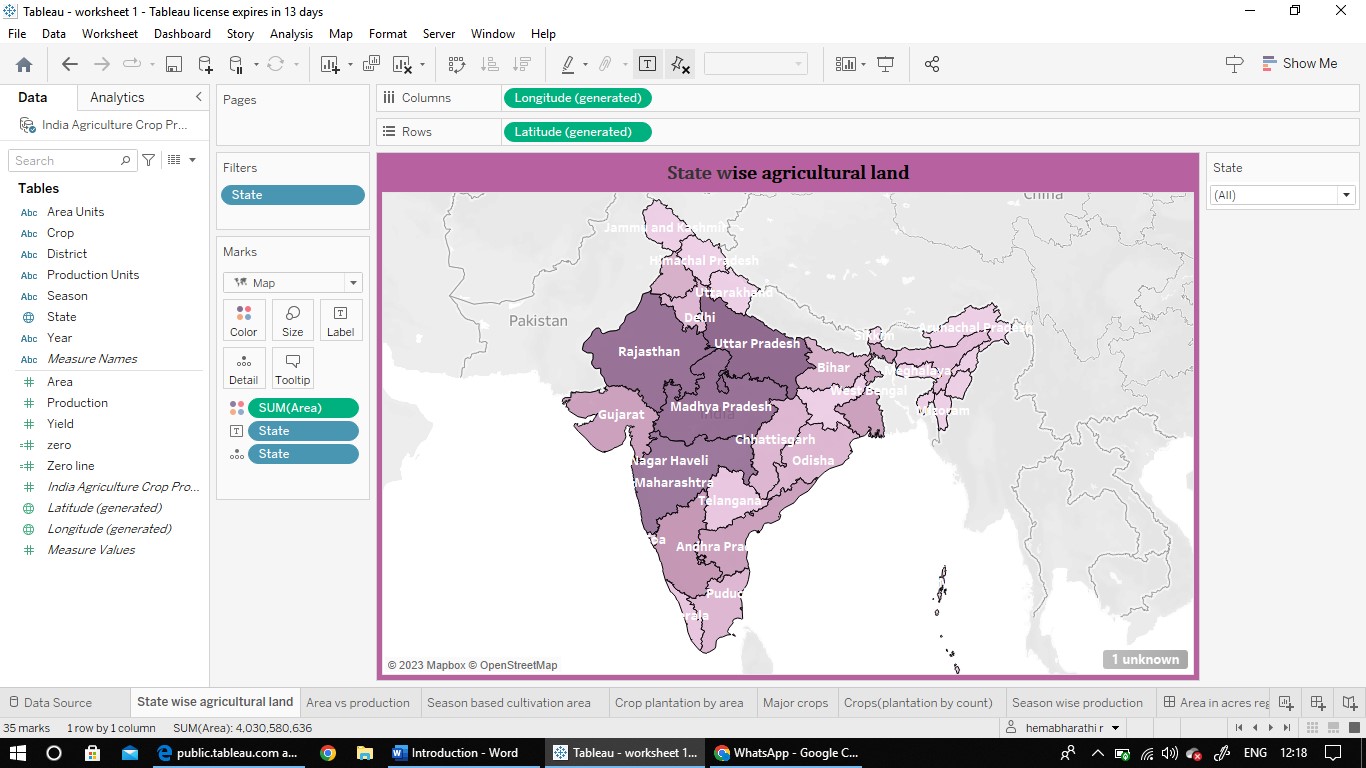 Tableau - worksheet 1 - Tableau license expires in 13 days
File Data Worksheet Dashboard Story Analysis Map Format Server Window Help
Show Me
Data Analytics
India Agriculture Crop Pr...
Search
Tables
Abc Area Units
Abc Crop
Abc District
Abc Production Units
Abc Season
State
Abc Year
Abc Measure Names
Area
Production
Yield
zero
Zero line
India Agriculture Crop Pro...
Latitude (generated)
Longitude (generated)
Measure Values
Pages
Filters
State
Marks
Map
Color Size Label
Detail Tooltip
SUM(Area)
State
State
Columns Longitude (generated)
Rows Latitude (generated)
State wise agricultural land
China
Jammu and Kashmir
Himachal Pradesh
Uttarakhand
Pakistan
Delhi
Arunachal Pradesh
Sikkim
Uttar Pradesh
Rajasthan
Bihar
Meghalaya
West Bengal
Madhya Pradesh
India
Gujarat
Mizoram
Chhattisgarh
Nagar Haveli
Odisha
Maharashtra
Telangana
Andhra Prad
Puduc
© 2023 Mapbox © OpenStreetMap
1 unknown
State
(All)
Data Source State wise agricultural land Area vs production Season based cultivation area Crop plantation by area Major crops Crops(plantation by count) Season wise production Area in acres reg
35 marks 1 row by 1 column SUM(Area): 4,030,580,636
hemabharathi r
public.tableau.com a... Introduction - Word Tableau - worksheet 1... WhatsApp - Google C...
ENG 12:18